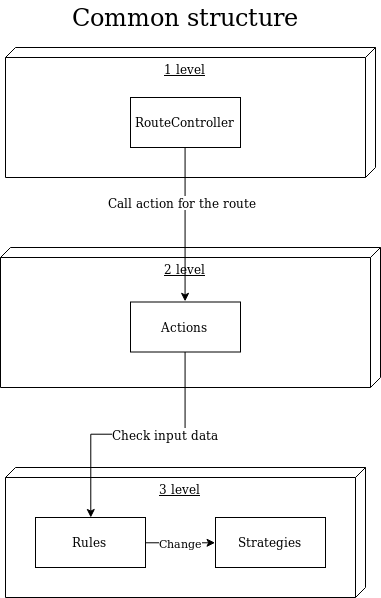 Common structure
1 level
RouteController
Call action for the route
2 level
Actions
Check input data
3 level
Rules
Change
Strategies